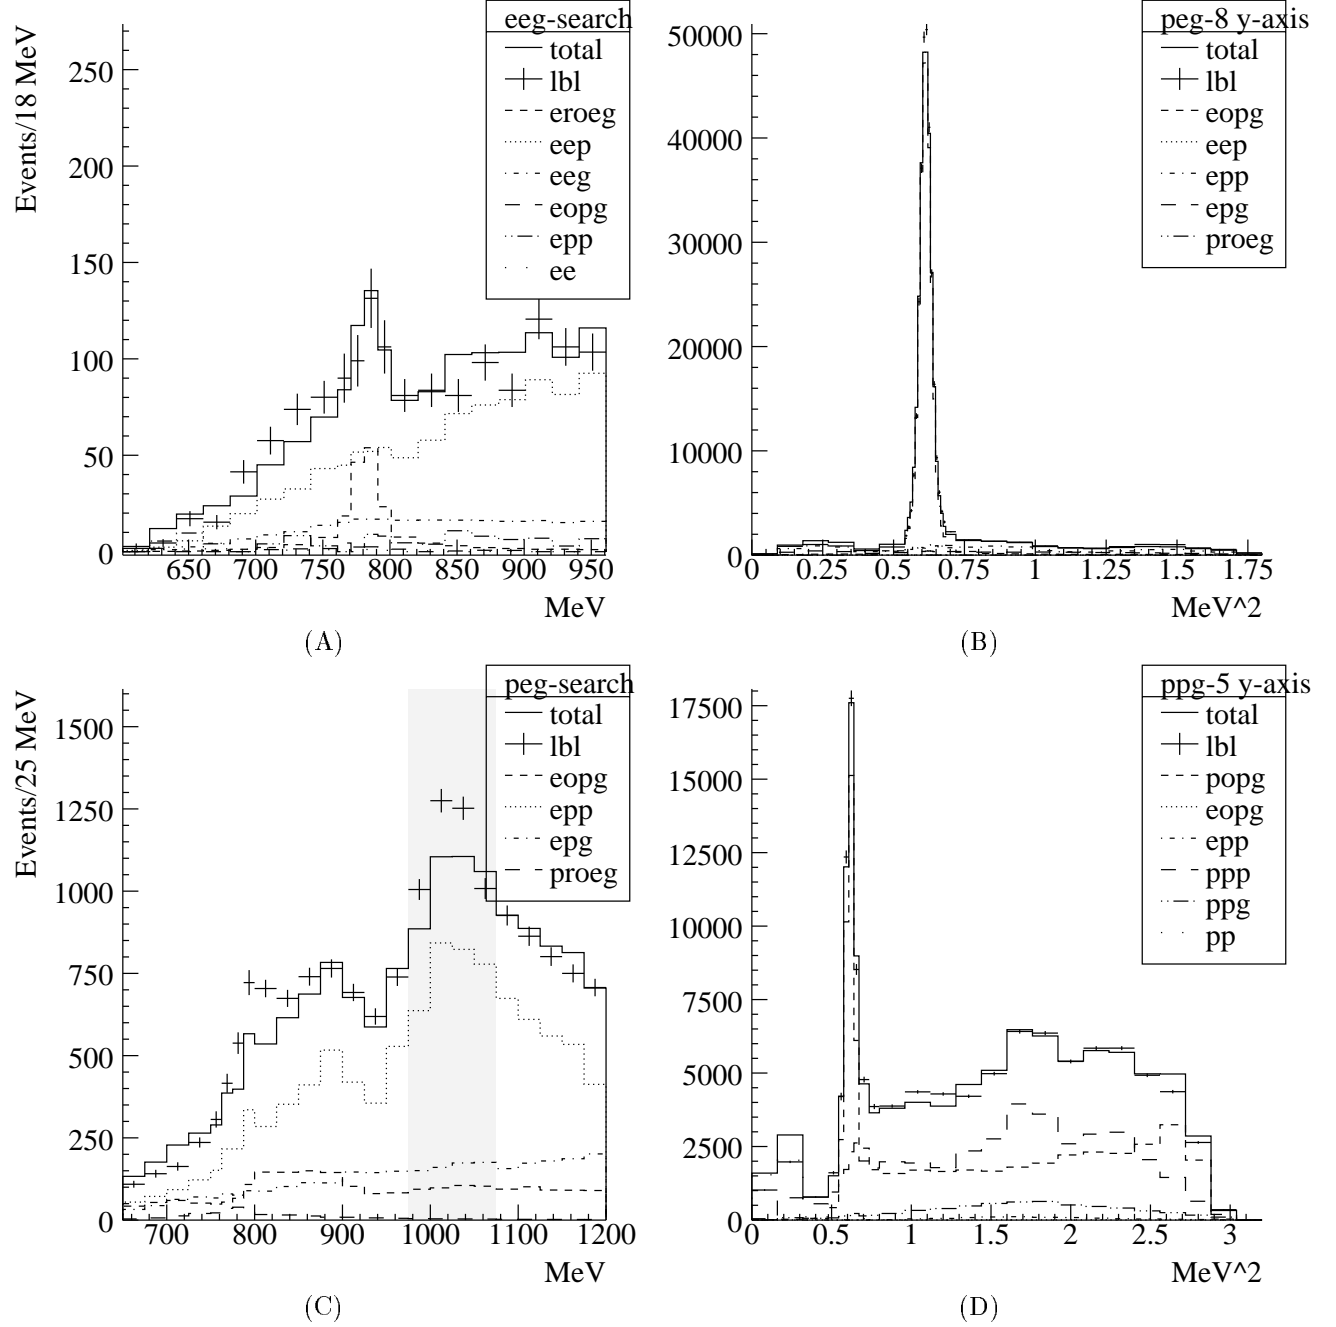 eeg-search
total
lbl
eroeg
eep
eeg
eopg
epp
ee
Events/18 MeV
250
200
150
100
50
0
650 700 750 800 850 900 950
MeV
(A)
peg-8 y-axis
total
lbl
eopg
eep
epp
epg
proeg
50000
40000
30000
20000
10000
0
0 0.25 0.5 0.75 1 1.25 1.5 1.75
MeV^2
(B)
peg-search
total
lbl
eopg
epp
epg
proeg
Events/25 MeV
1500
1250
1000
750
500
250
0
700 800 900 1000 1100 1200
MeV
(C)
ppg-5 y-axis
total
lbl
popg
eopg
epp
ppp
ppg
pp
17500
15000
12500
10000
7500
5000
2500
0
0 0.5 1 1.5 2 2.5 3
MeV^2
(D)